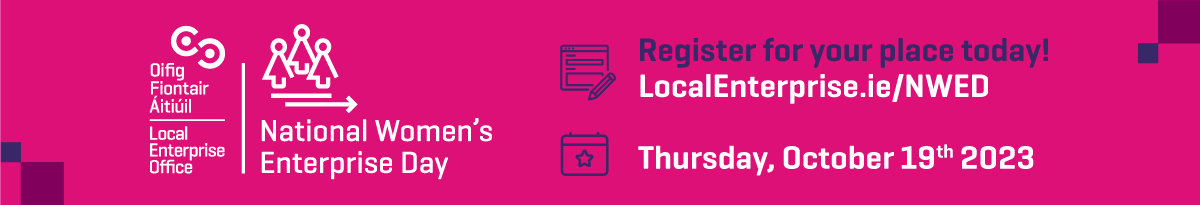 Oifig
Fiontair
Áitiúil
Local
Enterprise
Office
National Women's
Enterprise Day
Register for your place today!
LocalEnterprise.ie/NWED
Thursday, October 19th 2023